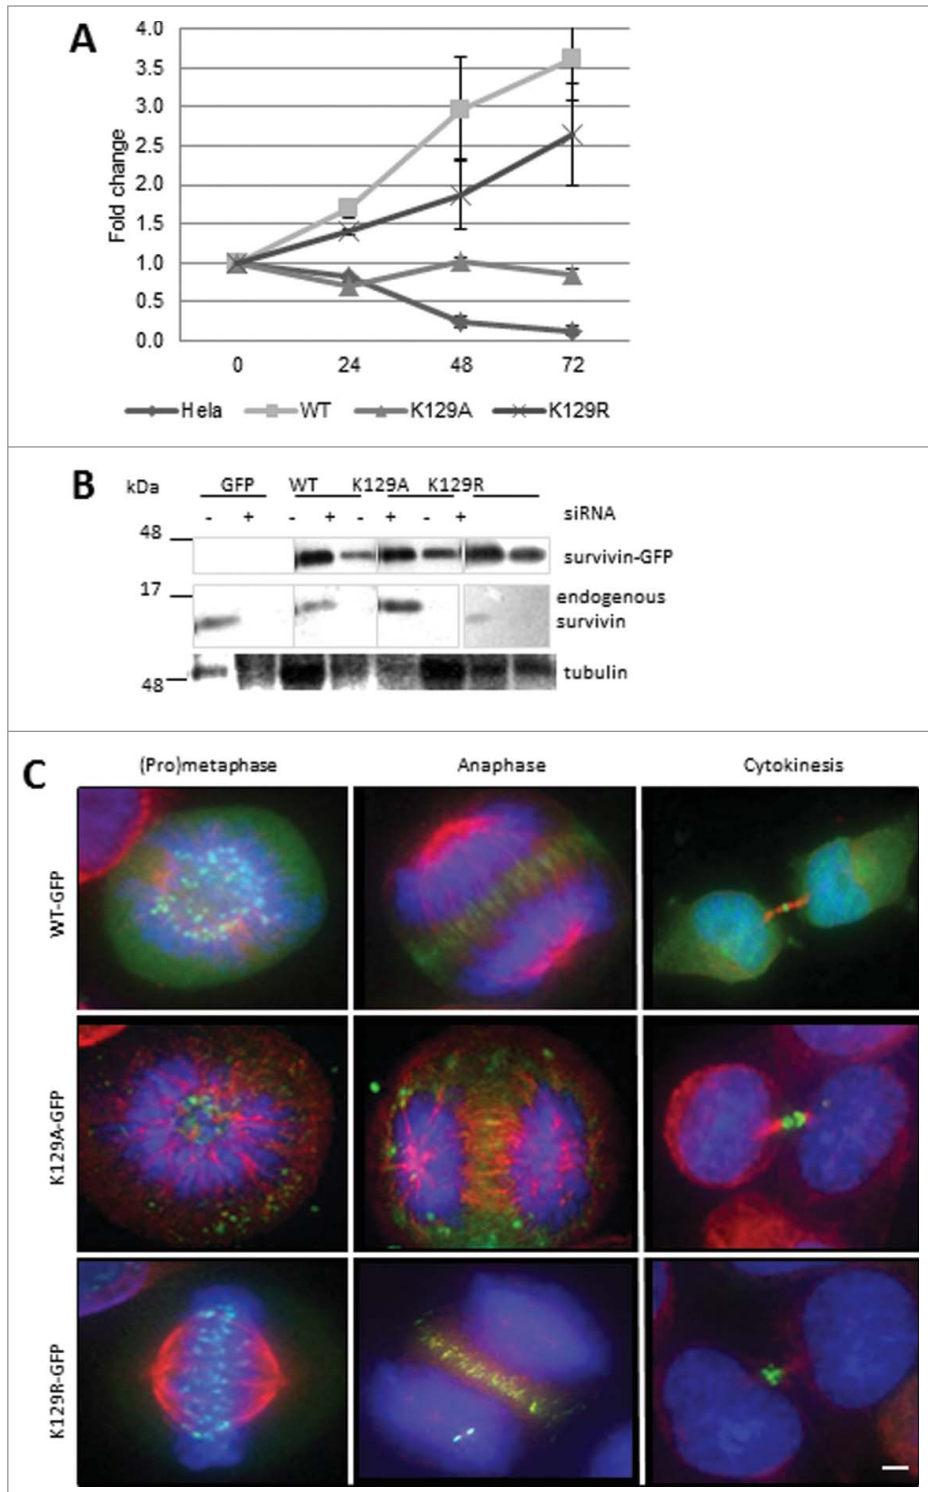 A
4.0
3.5
3.0
2.5
2.0
1.5
1.0
0.5
0.0
Fold change
0 24 48 72
Hela WT K129A K129R
B
kDa GFP WT K129A K129R
- + - + - + - + siRNA
48
survivin-GFP
17
endogenous
survivin
tubulin
48
C
(Pro)metaphase Anaphase Cytokinesis
WT-GFP
K129A-GFP
K129R-GFP